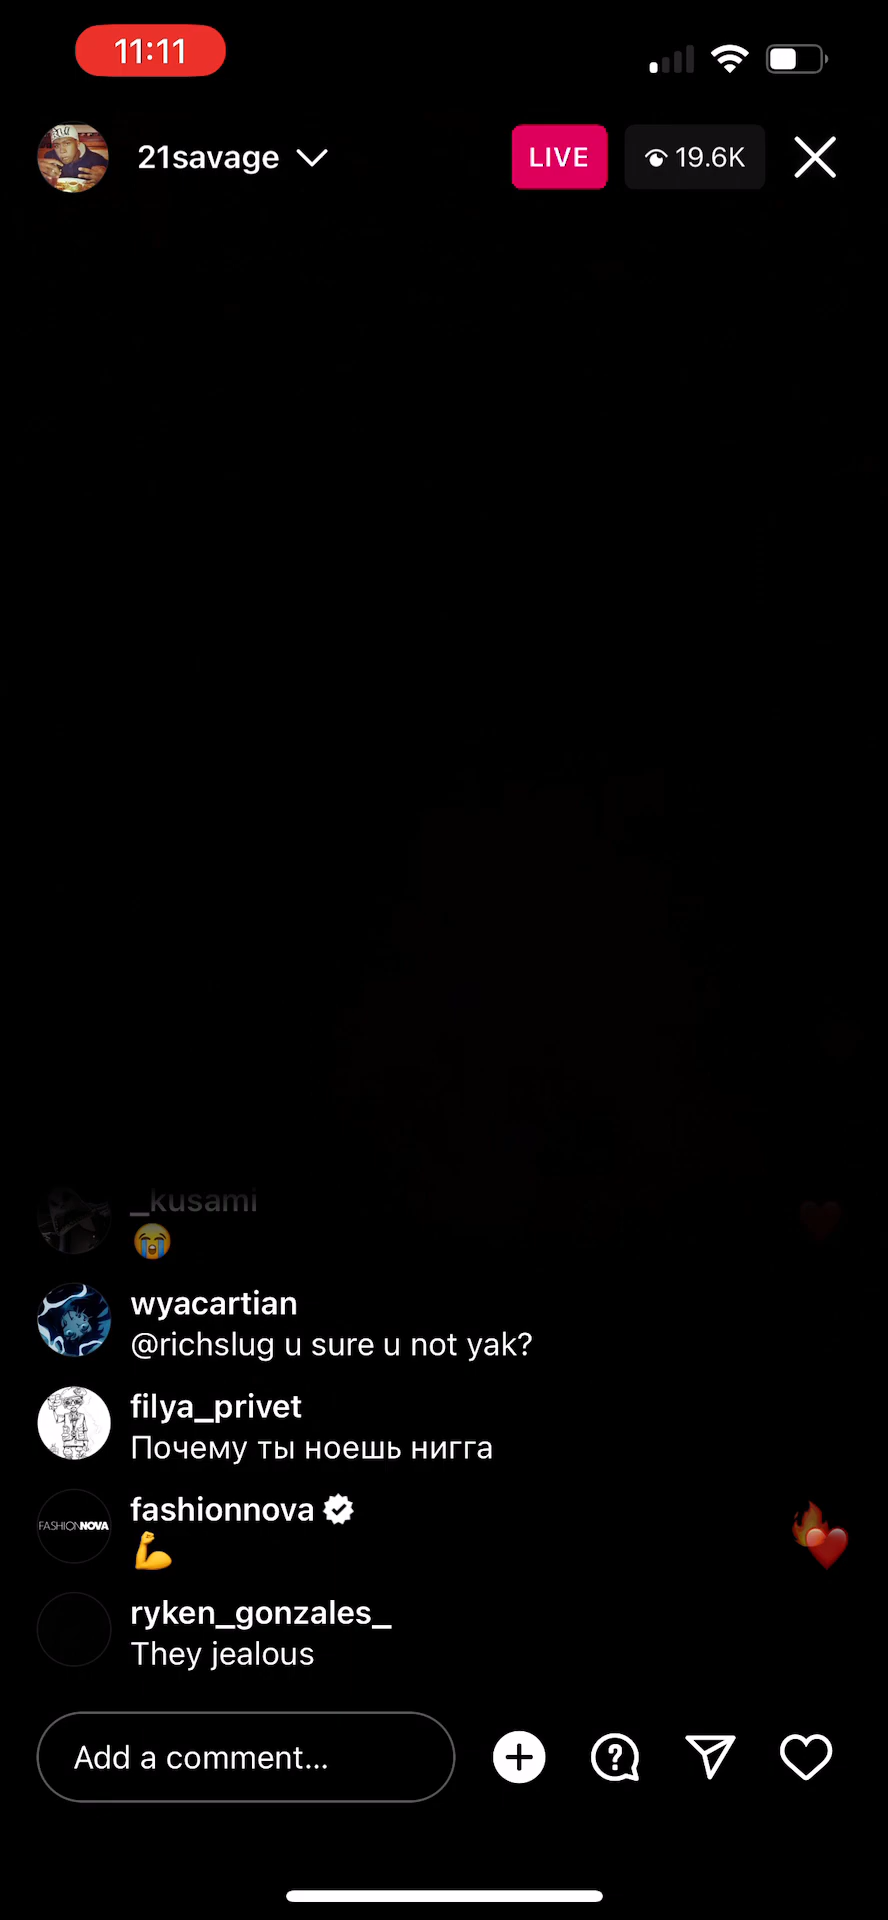 11:11
21savage
LIVE
19.6K
_kusami
😭
wyacartian
@richslug u sure u not yak?
filya_privet
Почему ты ноешь нигга
fashionnova
FASHIONNOVA
💪
ryken_gonzales_
They jealous
Add a comment...